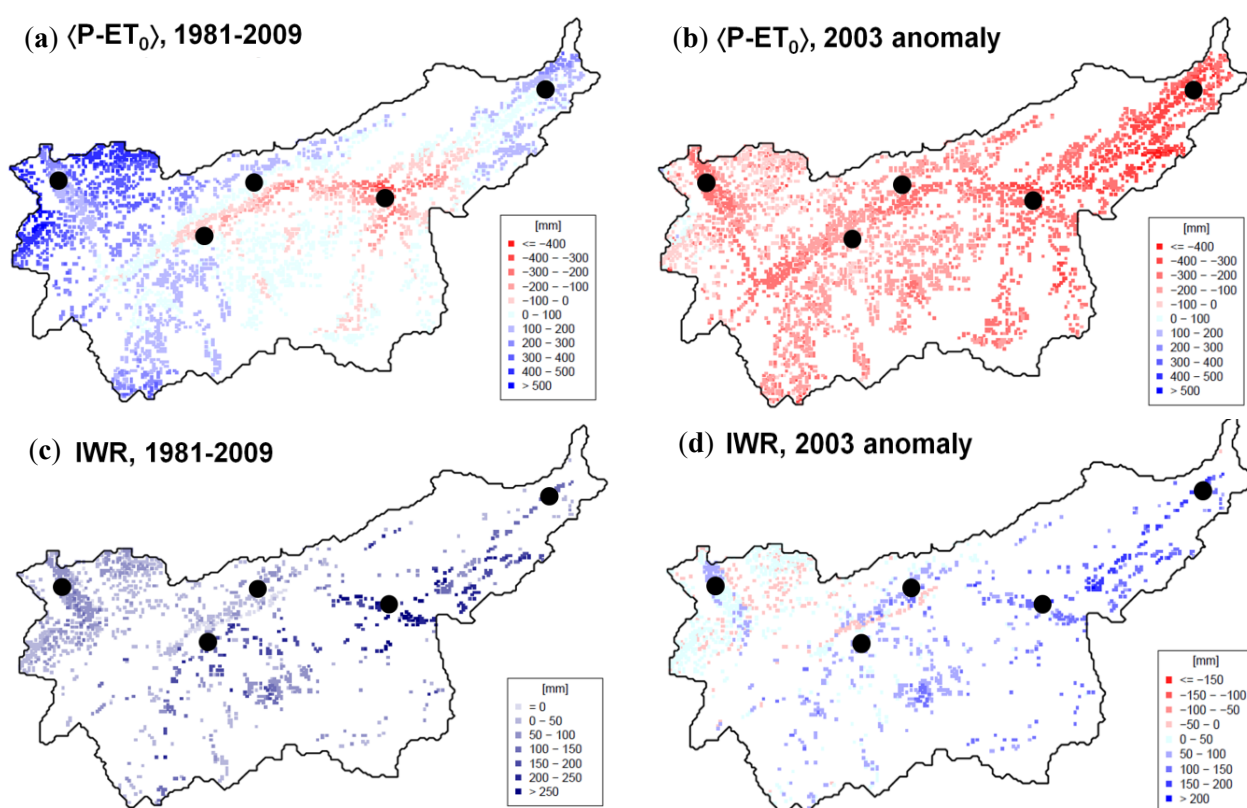 (a) ⟨P-ET₀⟩, 1981-2009
(b) ⟨P-ET₀⟩, 2003 anomaly
[mm]
<= −400
−400 − −300
−300 − −200
−200 − −100
−100 − 0
0 − 100
100 − 200
200 − 300
300 − 400
400 − 500
> 500
[mm]
<= −400
−400 − −300
−300 − −200
−200 − −100
−100 − 0
0 − 100
100 − 200
200 − 300
300 − 400
400 − 500
> 500
(c) IWR, 1981-2009
(d) IWR, 2003 anomaly
[mm]
= 0
0 − 50
50 − 100
100 − 150
150 − 200
200 − 250
> 250
[mm]
<= −150
−150 − −100
−100 − −50
−50 − 0
0 − 50
50 − 100
100 − 150
150 − 200
> 200